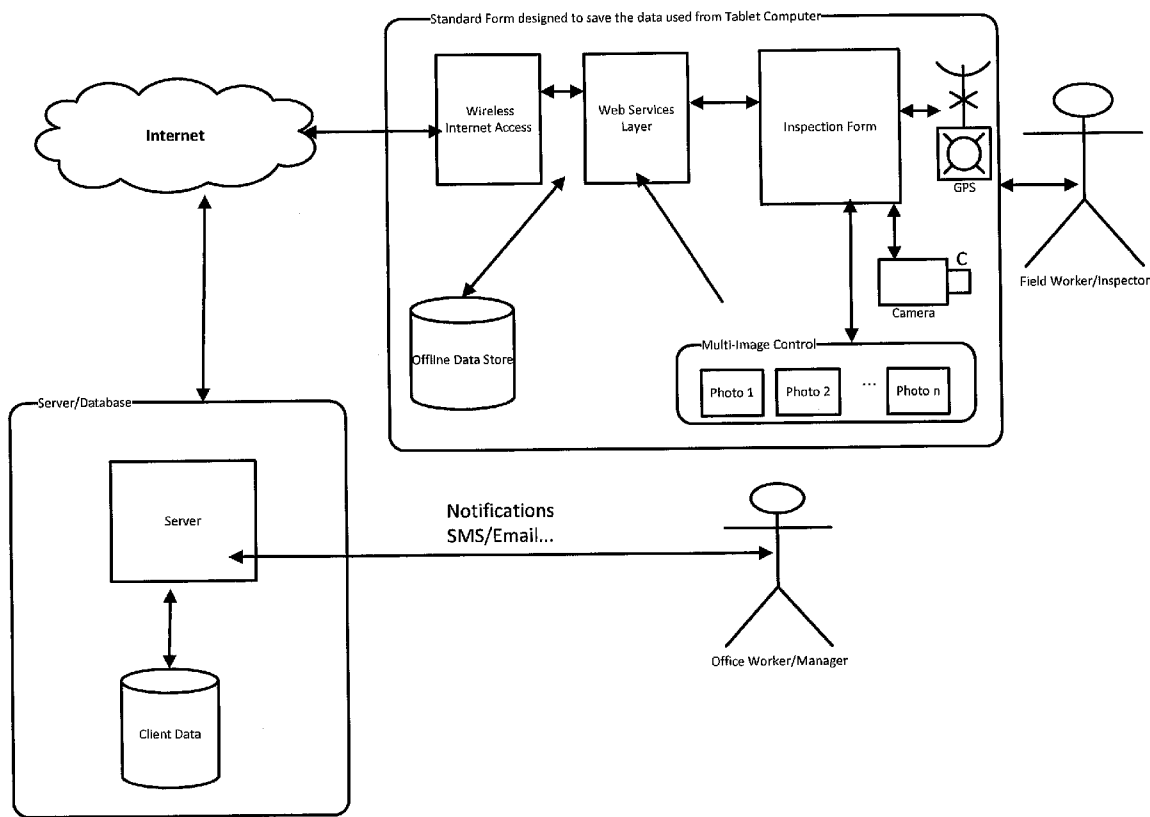 Standard Form designed to save the data used from Tablet Computer
Internet
Wireless
Internet Access
Web Services
Layer
Inspection Form
GPS
C
Camera
Field Worker/Inspector
Offline Data Store
Multi-Image Control
Photo 1
Photo 2
...
Photo n
Server/Database
Server
Notifications
SMS/Email...
Office Worker/Manager
Client Data